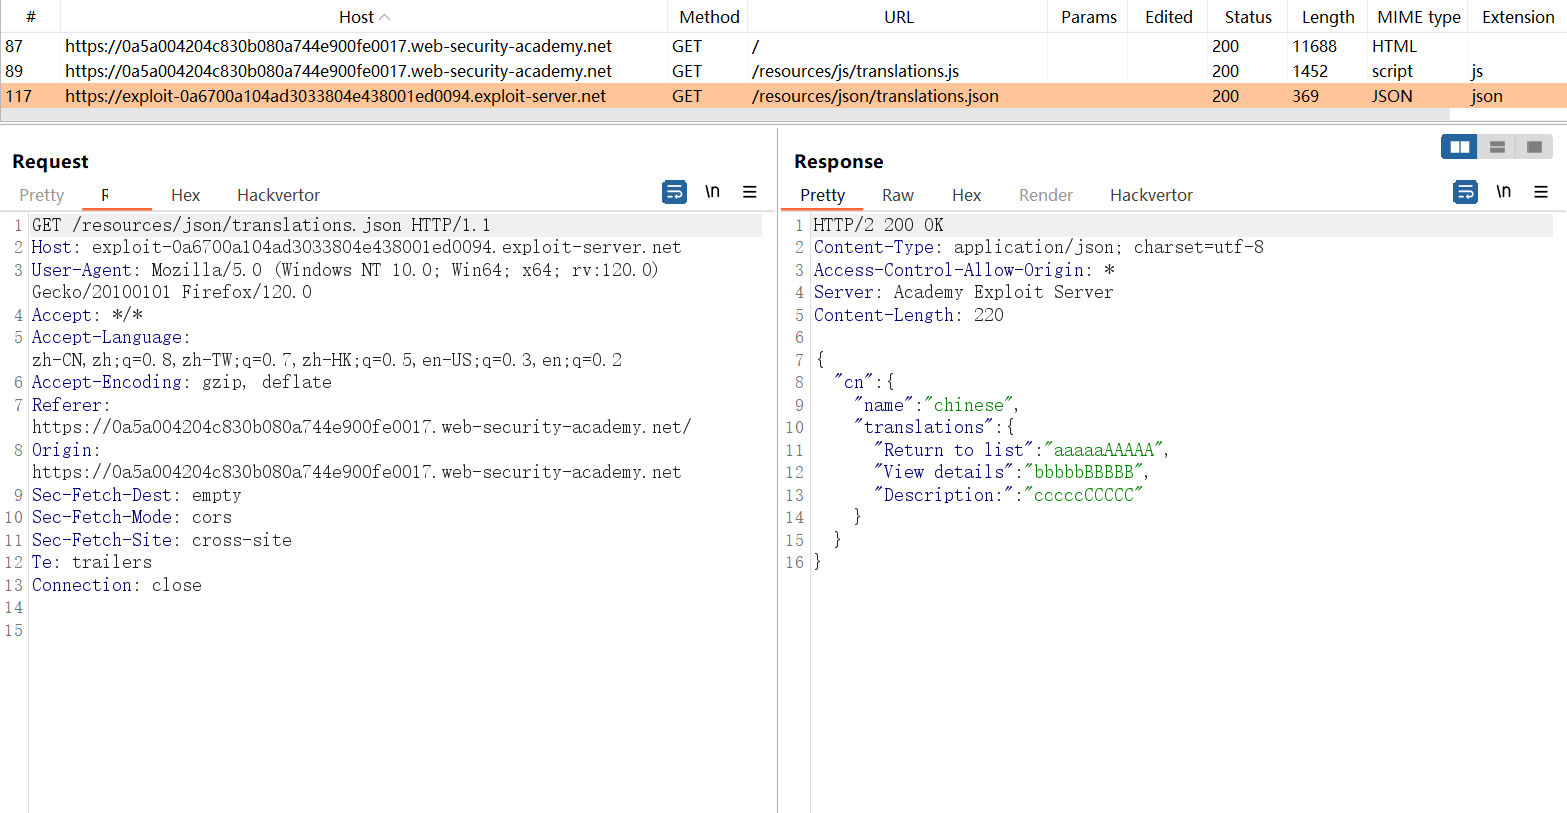 # Host Method URL Params Edited Status Length MIME type Extension
87 https://0a5a004204c830b080a744e900fe0017.web-security-academy.net GET / 200 11688 HTML
89 https://0a5a004204c830b080a744e900fe0017.web-security-academy.net GET /resources/js/translations.js 200 1452 script js
117 https://exploit-0a6700a104ad3033804e438001ed0094.exploit-server.net GET /resources/json/translations.json 200 369 JSON json
Request
Pretty R Hex Hackvertor \n
1 GET /resources/json/translations.json HTTP/1.1
2 Host: exploit-0a6700a104ad3033804e438001ed0094.exploit-server.net
3 User-Agent: Mozilla/5.0 (Windows NT 10.0; Win64; x64; rv:120.0)
Gecko/20100101 Firefox/120.0
4 Accept: */*
5 Accept-Language:
zh-CN,zh;q=0.8,zh-TW;q=0.7,zh-HK;q=0.5,en-US;q=0.3,en;q=0.2
6 Accept-Encoding: gzip, deflate
7 Referer:
https://0a5a004204c830b080a744e900fe0017.web-security-academy.net/
8 Origin:
https://0a5a004204c830b080a744e900fe0017.web-security-academy.net
9 Sec-Fetch-Dest: empty
10 Sec-Fetch-Mode: cors
11 Sec-Fetch-Site: cross-site
12 Te: trailers
13 Connection: close
14
15
Response
Pretty Raw Hex Render Hackvertor \n
1 HTTP/2 200 OK
2 Content-Type: application/json; charset=utf-8
3 Access-Control-Allow-Origin: *
4 Server: Academy Exploit Server
5 Content-Length: 220
6
7 {
8 "cn":{
9 "name":"chinese",
10 "translations":{
11 "Return to list":"aaaaaAAAAA",
12 "View details":"bbbbbBBBBB",
13 "Description:":"cccccCCCCC"
14 }
15 }
16 }